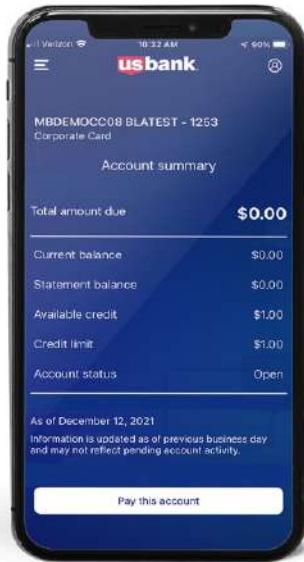 Verizon 10:32 AM 90%
usbank
MBDEMOCC08 BLATEST - 1253
Corporate Card
Account summary
Total amount due $0.00
Current balance $0.00
Statement balance $0.00
Available credit $1.00
Credit limit $1.00
Account status Open
As of December 12, 2021
Information is updated as of previous business day
and may not reflect pending account activity.
Pay this account